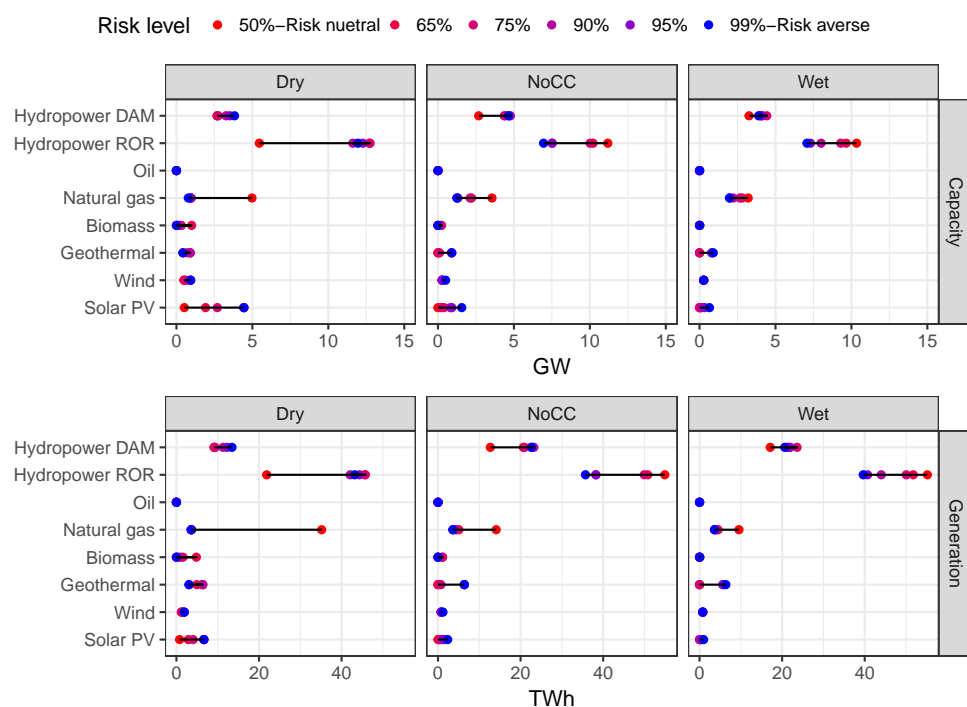 Risk level 50%−Risk nuetral 65% 75% 90% 95% 99%−Risk averse
Dry NoCC Wet
Hydropower DAM
Hydropower ROR
Oil
Natural gas
Biomass
Geothermal
Wind
Solar PV
Capacity
0 5 10 15 0 5 10 15 0 5 10 15
GW
Dry NoCC Wet
Hydropower DAM
Hydropower ROR
Oil
Natural gas
Biomass
Geothermal
Wind
Solar PV
Generation
0 20 40 0 20 40 0 20 40
TWh